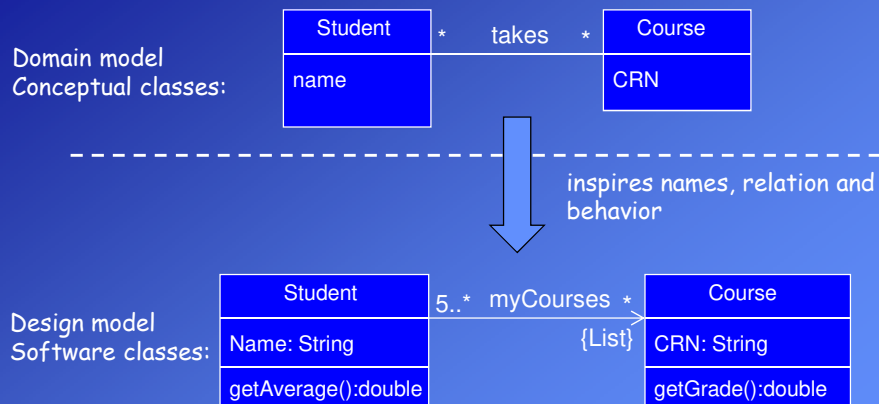 Student
* takes *
Course
Domain model
Conceptual classes:
name
CRN
inspires names, relation and
behavior
Student
5..* myCourses *
Course
Design model
Software classes:
Name: String
{List}
CRN: String
getAverage():double
getGrade():double